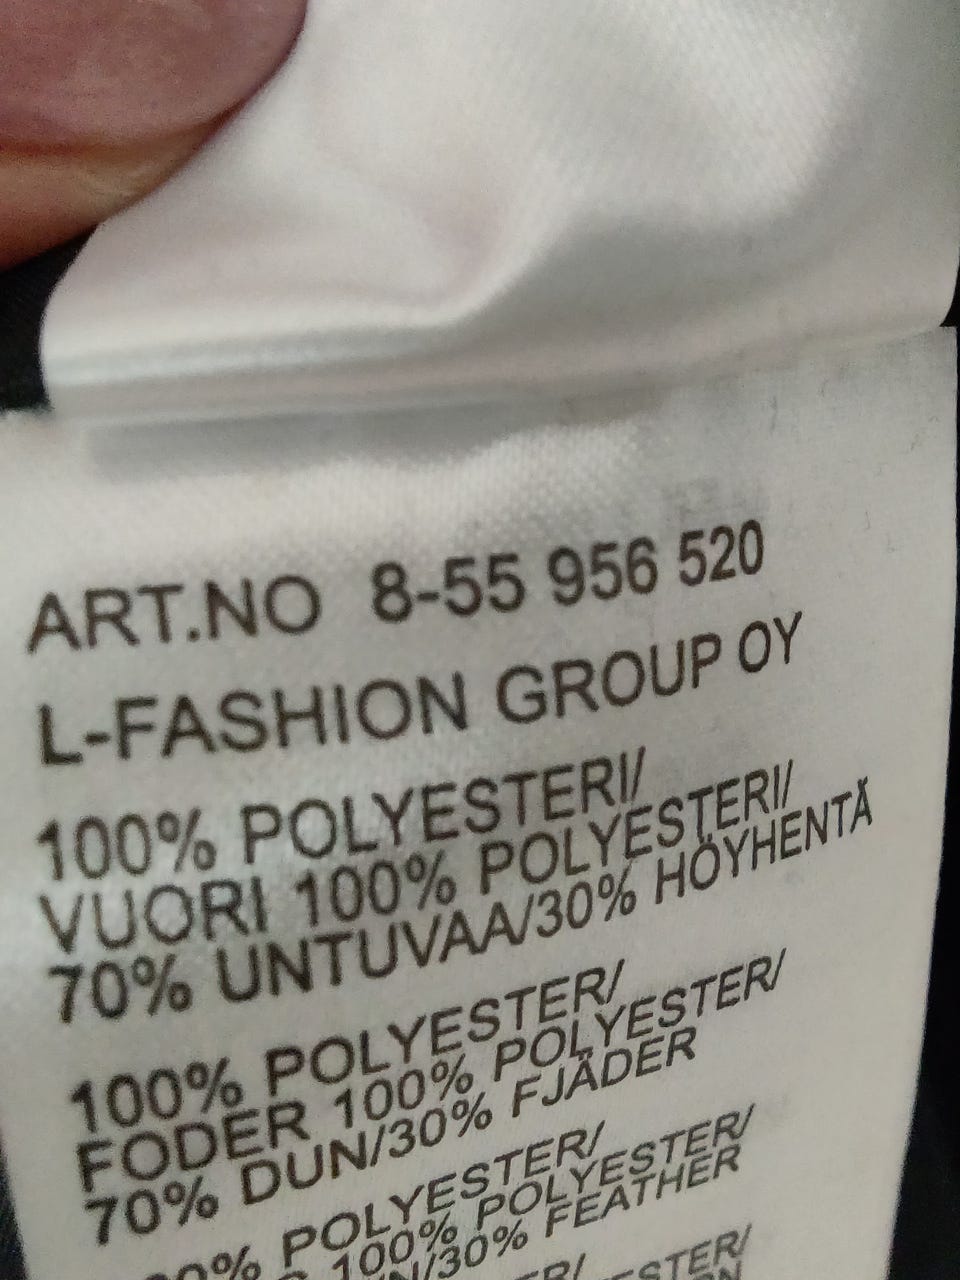 ART.NO 8-55 956 520
L-FASHION GROUP OY
100% POLYESTERI/
VUORI 100% POLYESTERI/
70% UNTUVAA/30% HÖYHENTÄ
100% POLYESTER/
FODER 100% POLYESTER/
70% DUN/30% FJÄDER
POLYESTER/
100% POLYESTER/
/30% FEATHER